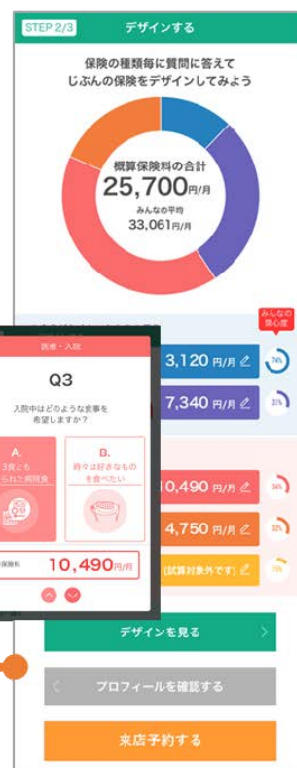 STEP 2/3
デザインする
保険の種類毎に質問に答えて
じぶんの保険をデザインしてみよう
概算保険料の合計
25,700円/月
みんなの平均
33,061円/月
みんなの
関心度
3,120 円/月
74%
7,340 円/月
31%
医療・入院
Q3
入院中はどのような食事を
希望しますか?
A.
3食とも
られた病院食
B.
時々は好きなもの
を食べたい
保険料
10,490円/月
10,490 円/月
4,750 円/月
(試算対象外です)
デザインを見る
プロフィールを確認する
来店予約する